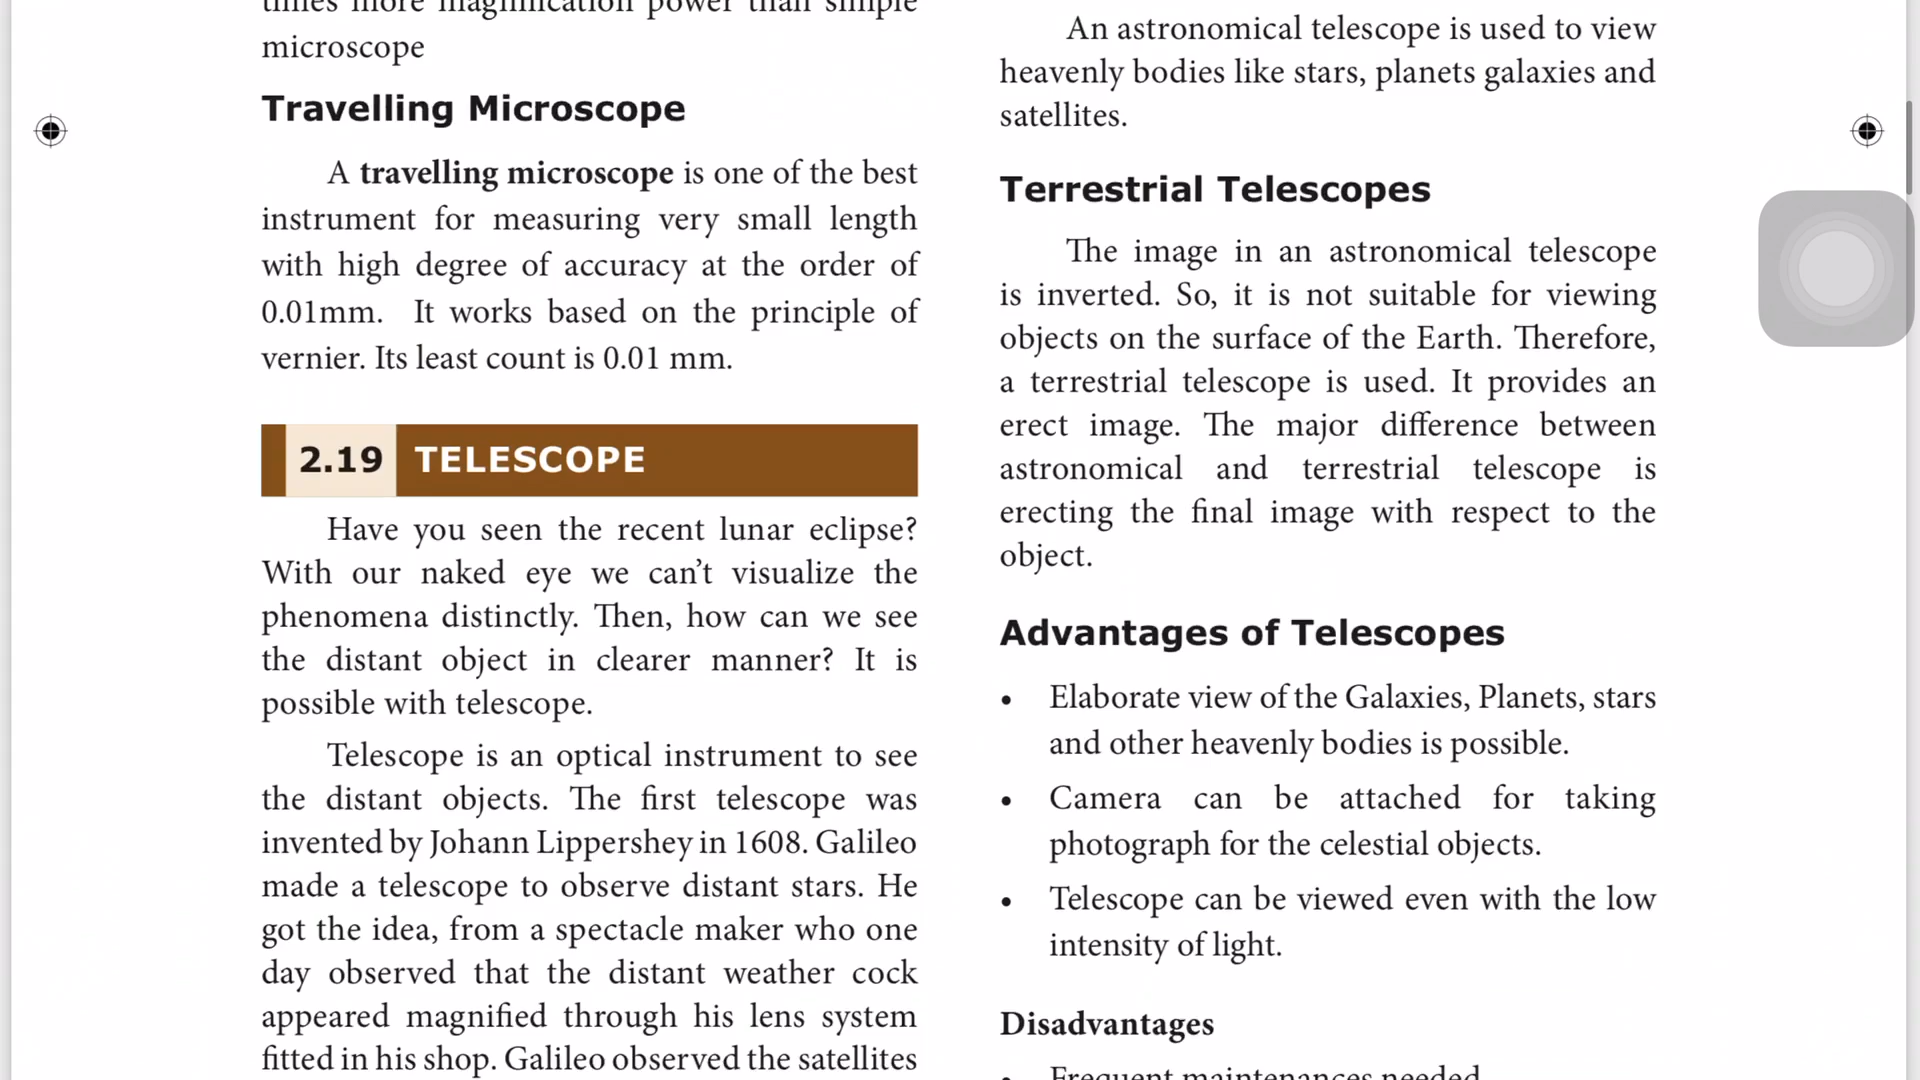 times more magnification power than simple
microscope
Travelling Microscope
A travelling microscope is one of the best
instrument for measuring very small length
with high degree of accuracy at the order of
0.01mm. It works based on the principle of
vernier. Its least count is 0.01 mm.
2.19 TELESCOPE
Have you seen the recent lunar eclipse?
With our naked eye we can’t visualize the
phenomena distinctly. Then, how can we see
the distant object in clearer manner? It is
possible with telescope.
Telescope is an optical instrument to see
the distant objects. The first telescope was
invented by Johann Lippershey in 1608. Galileo
made a telescope to observe distant stars. He
got the idea, from a spectacle maker who one
day observed that the distant weather cock
appeared magnified through his lens system
fitted in his shop. Galileo observed the satellites
An astronomical telescope is used to view
heavenly bodies like stars, planets galaxies and
satellites.
Terrestrial Telescopes
The image in an astronomical telescope
is inverted. So, it is not suitable for viewing
objects on the surface of the Earth. Therefore,
a terrestrial telescope is used. It provides an
erect image. The major difference between
astronomical and terrestrial telescope is
erecting the final image with respect to the
object.
Advantages of Telescopes
• Elaborate view of the Galaxies, Planets, stars
and other heavenly bodies is possible.
• Camera can be attached for taking
photograph for the celestial objects.
• Telescope can be viewed even with the low
intensity of light.
Disadvantages
• Frequent maintenances needed